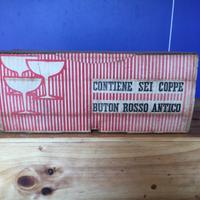 CONTIENE SEI COPPE
BUTON ROSSO ANTICO